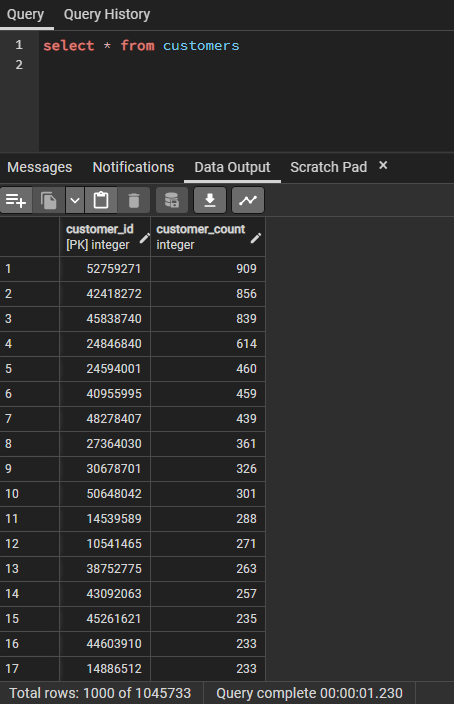 Query Query History
1 select * from customers
2
Messages Notifications Data Output Scratch Pad ×
customer_id customer_count
[PK] integer integer
1 52759271 909
2 42418272 856
3 45838740 839
4 24846840 614
5 24594001 460
6 40955995 459
7 48278407 439
8 27364030 361
9 30678701 326
10 50648042 301
11 14539589 288
12 10541465 271
13 38752775 263
14 43092063 257
15 45261621 235
16 44603910 233
17 14886512 233
Total rows: 1000 of 1045733 Query complete 00:00:01.230